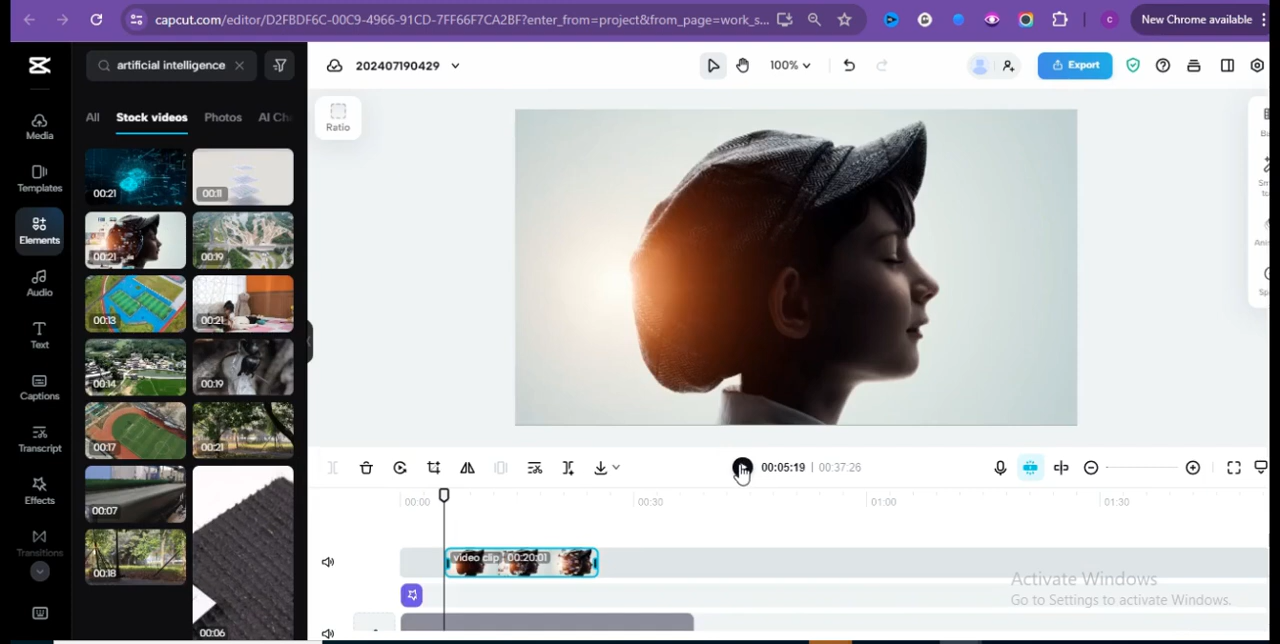 capcut.com/editor/D2FBDF6C-00C9-4966-91CD-7FF66F7CA2BF?enter_from=project&from_page=work_s...
New Chrome available
artificial intelligence
202407190429
100%
Export
Ratio
All Stock videos Photos AI Ch
Media
Templates
Elements
Audio
Text
Captions
Transcript
Effects
Transitions
00:21
00:11
00:21
00:19
00:13
00:21
00:14
00:19
00:17
00:21
00:07
00:18
00:06
00:05:19 | 00:37:26
00:00
00:30
01:00
01:30
video clip 00:20:01
Activate Windows
Go to Settings to activate Windows.